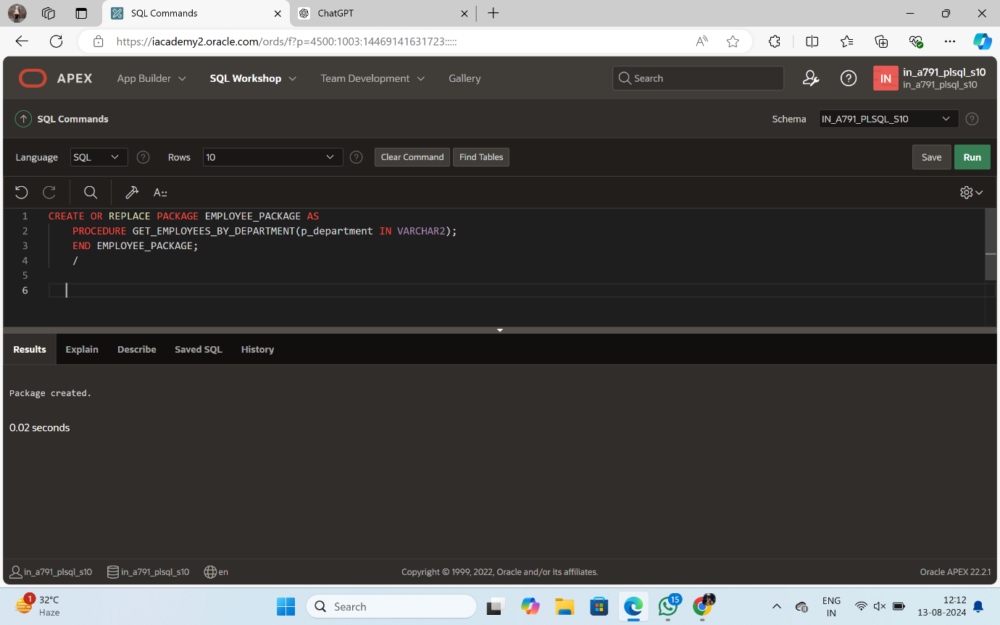 SQL Commands
ChatGPT
https://iacademy2.oracle.com/ords/f?p=4500:1003:14469141631723:::::
APEX App Builder SQL Workshop Team Development Gallery Search IN in_a791_plsql_s10
in_a791_plsql_s10
SQL Commands Schema IN_A791_PLSQL_S10
Language SQL Rows 10 Clear Command Find Tables Save Run
1 CREATE OR REPLACE PACKAGE EMPLOYEE_PACKAGE AS
2 PROCEDURE GET_EMPLOYEES_BY_DEPARTMENT(p_department IN VARCHAR2);
3 END EMPLOYEE_PACKAGE;
4 /
5
6
Results Explain Describe Saved SQL History
Package created.
0.02 seconds
in_a791_plsql_s10 in_a791_plsql_s10 en Copyright © 1999, 2022, Oracle and/or its affiliates. Oracle APEX 22.2.1
1 32°C
Haze
Search
15
ENG
IN
12:12
13-08-2024